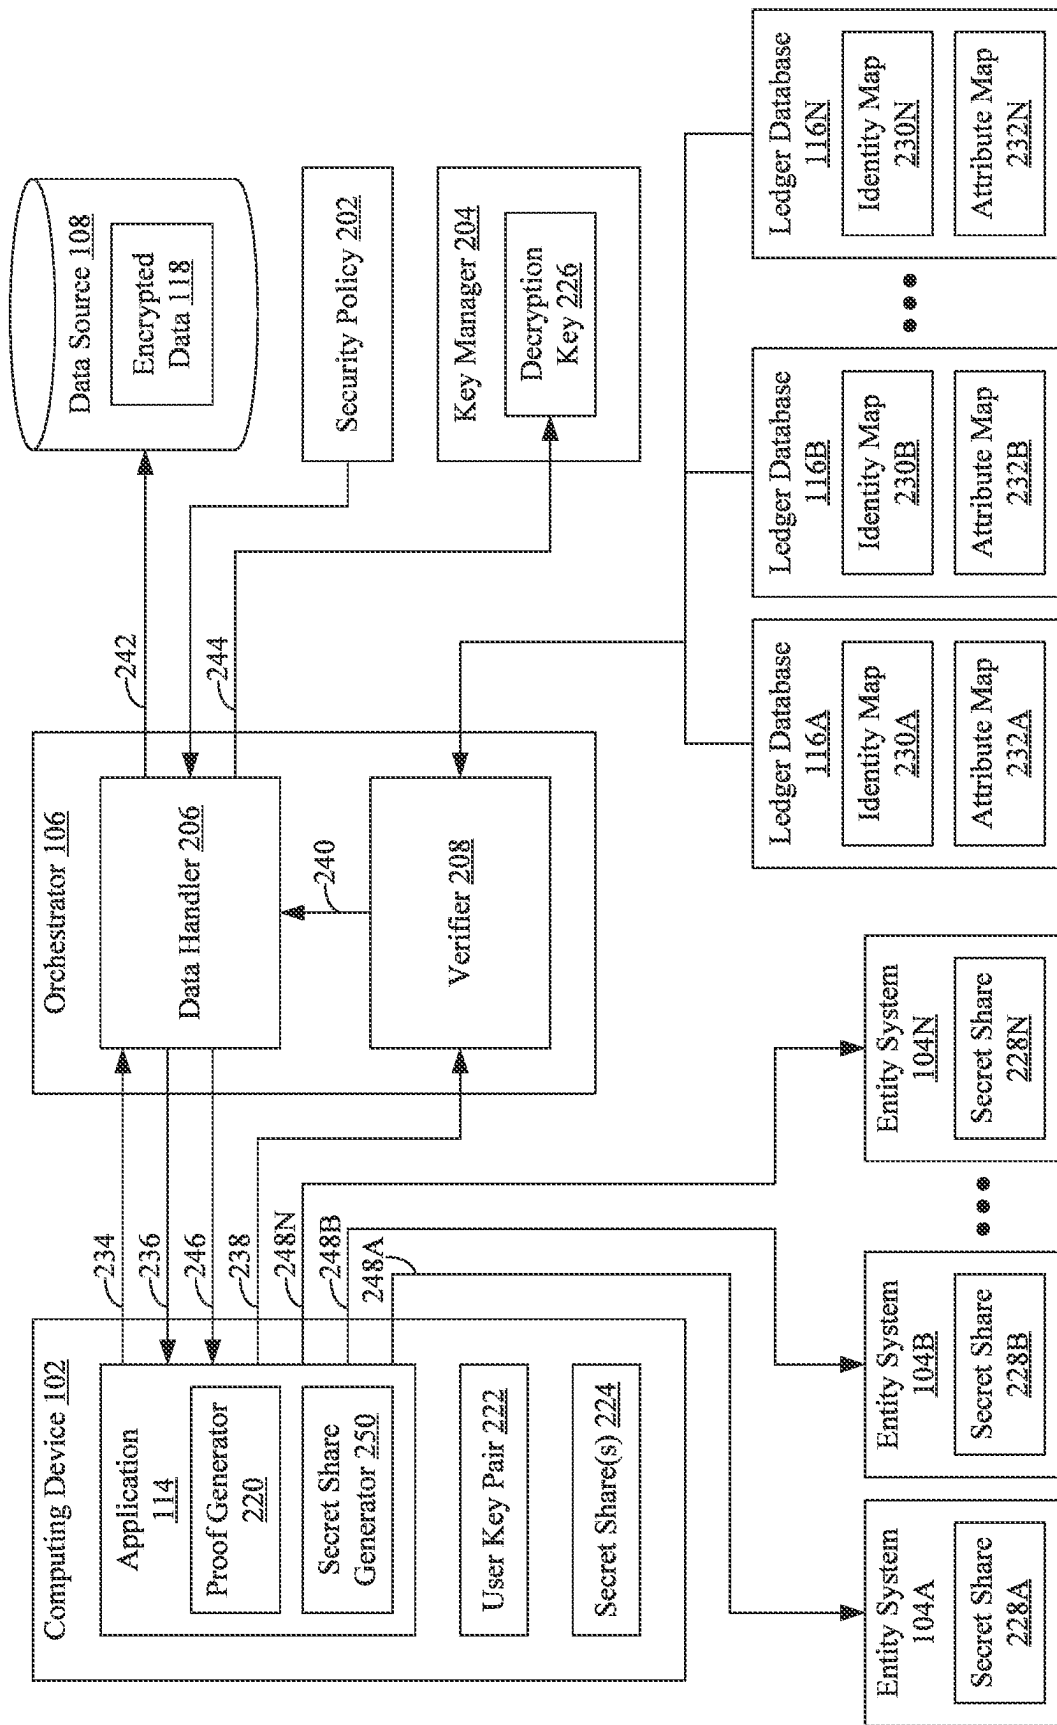 Computing Device 102
Application
114
Proof Generator
220
Secret Share
Generator 250
User Key Pair 222
Secret Share(s) 224
234
236
246
238
248N
248B
248A
Orchestrator 106
Data Handler 206
240
Verifier 208
242
244
Data Source 108
Encrypted
Data 118
Security Policy 202
Key Manager 204
Decryption
Key 226
Entity System
104A
Secret Share
228A
Entity System
104B
Secret Share
228B
Entity System
104N
Secret Share
228N
Ledger Database
116A
Identity Map
230A
Attribute Map
232A
Ledger Database
116B
Identity Map
230B
Attribute Map
232B
Ledger Database
116N
Identity Map
230N
Attribute Map
232N